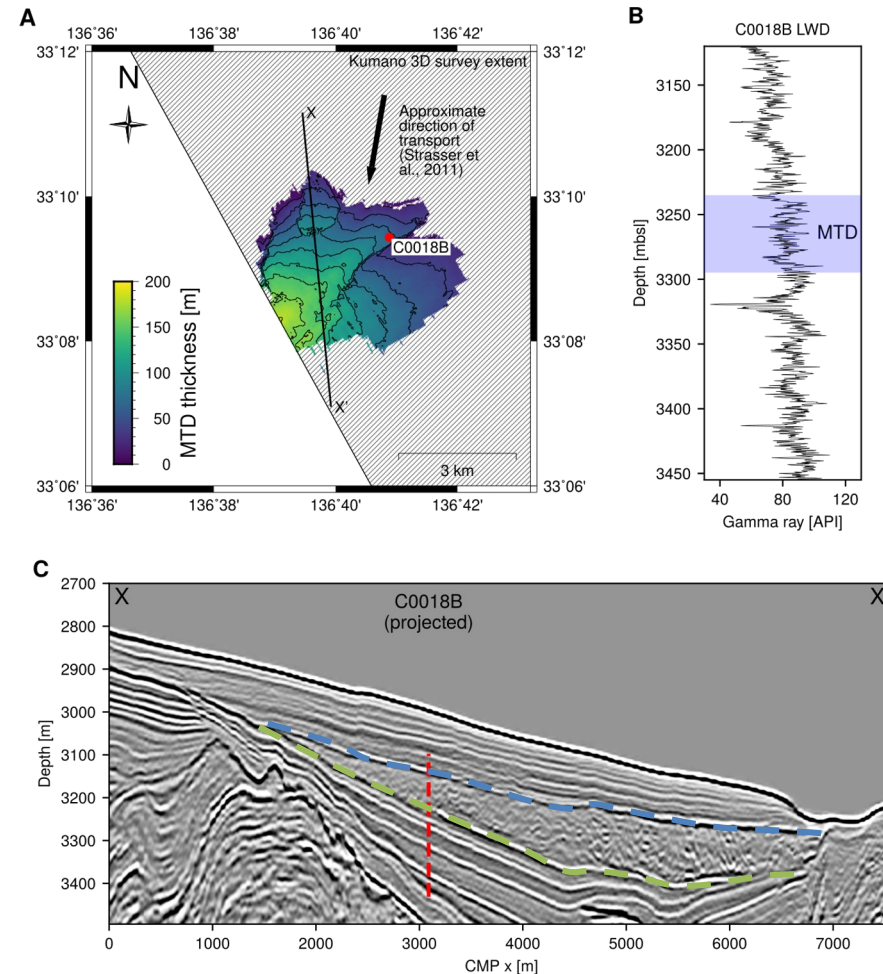 A
136˚36'
136˚38'
136˚40'
136˚42'
33˚12'
33˚12'
Kumano 3D survey extent
N
X
Approximate
direction of
transport
(Strasser et
al., 2011)
33˚10'
33˚10'
C0018B
200
150
100
50
0
MTD thickness [m]
33˚08'
33˚08'
X'
3 km
33˚06'
33˚06'
136˚36'
136˚38'
136˚40'
136˚42'
B
C0018B LWD
3150
3200
3250
3300
3350
3400
3450
Depth [mbsl]
MTD
40
80
120
Gamma ray [API]
C
2700
2800
2900
3000
3100
3200
3300
3400
Depth [m]
X
C0018B
(projected)
X
0
1000
2000
3000
4000
5000
6000
7000
CMP x [m]